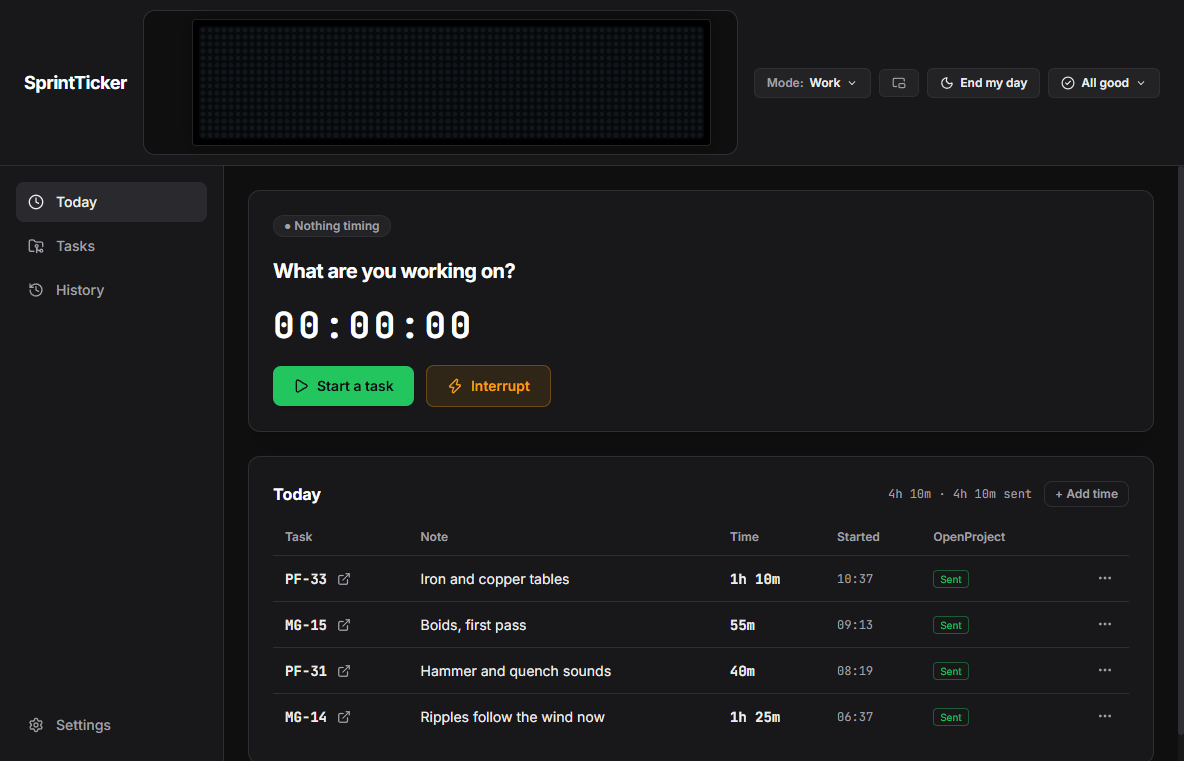 SprintTicker
Mode: Work
End my day
All good
Today
Tasks
History
Settings
● Nothing timing
What are you working on?
00:00:00
Start a task
Interrupt
Today
4h 10m · 4h 10m sent
+ Add time
Task Note Time Started OpenProject
PF-33 Iron and copper tables 1h 10m 10:37 Sent
MG-15 Boids, first pass 55m 09:13 Sent
PF-31 Hammer and quench sounds 40m 08:19 Sent
MG-14 Ripples follow the wind now 1h 25m 06:37 Sent